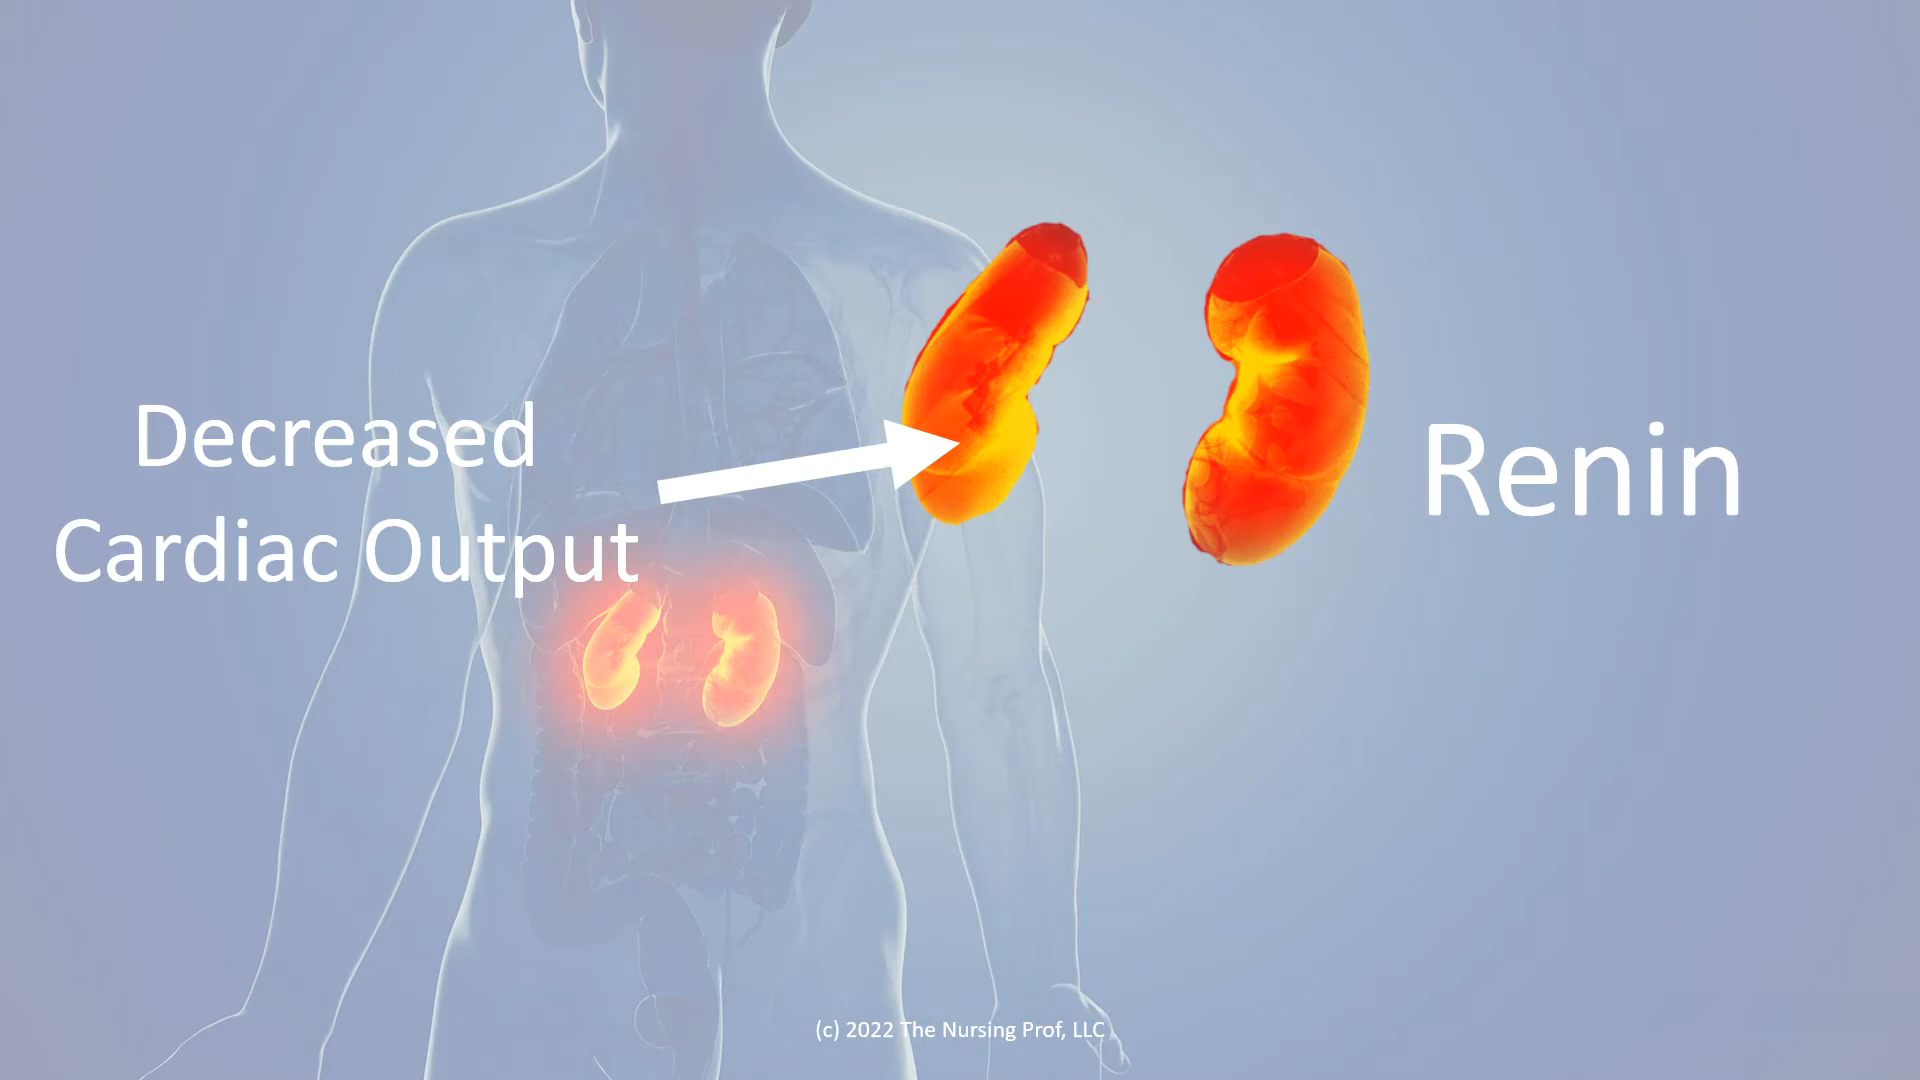 Decreased
Cardiac Output
Renin
(c) 2022 The Nursing Prof, LLC